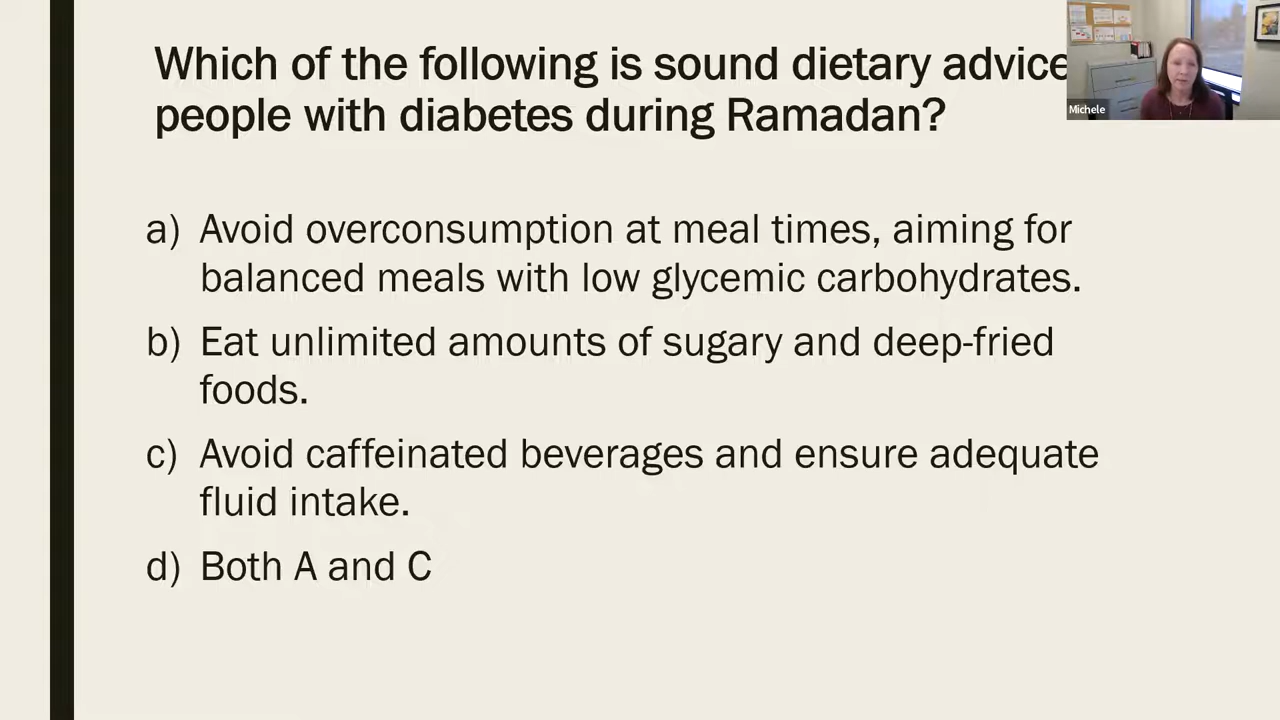 Which of the following is sound dietary advice
people with diabetes during Ramadan?
Michele
a) Avoid overconsumption at meal times, aiming for
balanced meals with low glycemic carbohydrates.
b) Eat unlimited amounts of sugary and deep-fried
foods.
c) Avoid caffeinated beverages and ensure adequate
fluid intake.
d) Both A and C